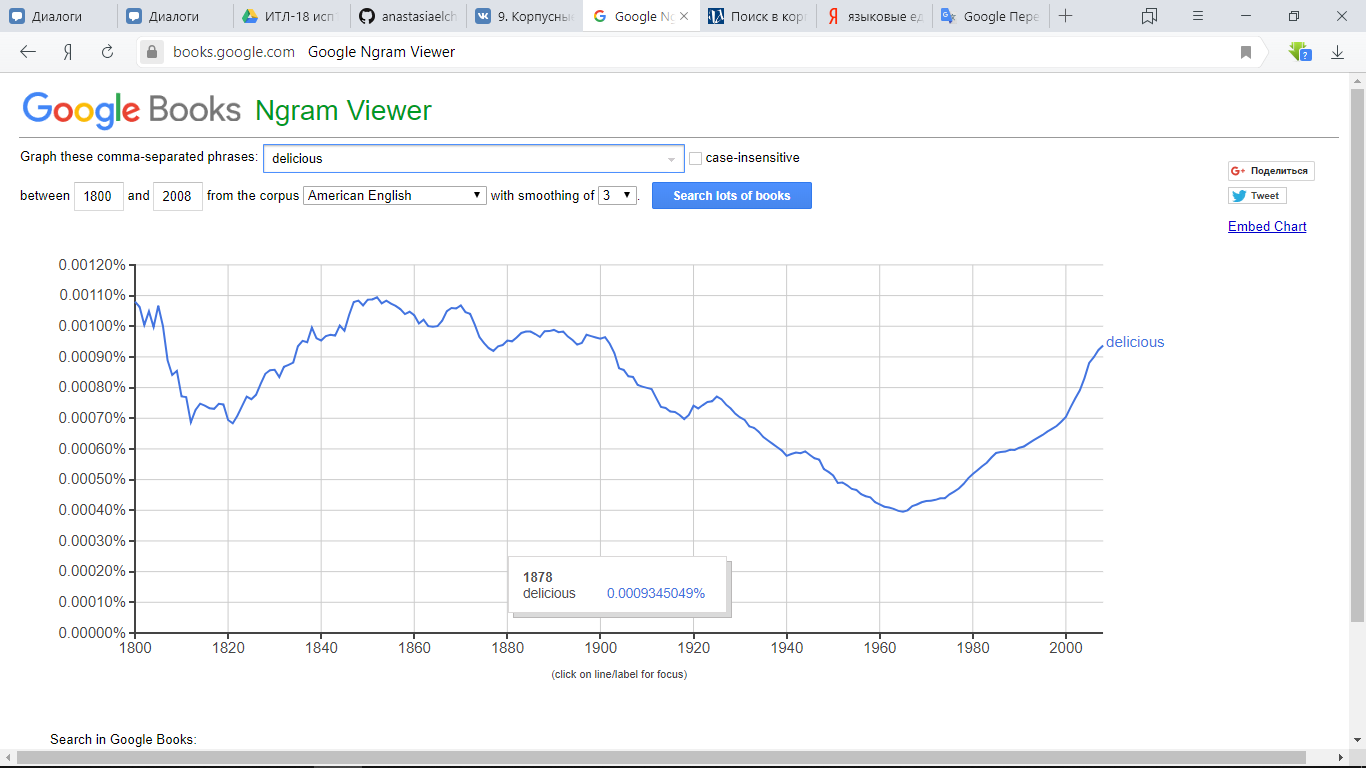 Диалоги
Диалоги
ИТЛ-18 исп
anastasiaelch
9. Корпусны
Google Ng
Поиск в кор
языковые ед
Google Пере
Я
books.google.com Google Ngram Viewer
Google Books Ngram Viewer
Graph these comma-separated phrases: delicious case-insensitive
between 1800 and 2008 from the corpus American English with smoothing of 3 . Search lots of books
G+ Поделиться
Tweet
Embed Chart
0.00120%
0.00110%
0.00100%
0.00090%
0.00080%
0.00070%
0.00060%
0.00050%
0.00040%
0.00030%
0.00020%
0.00010%
0.00000%
delicious
1878
delicious 0.0009345049%
1800 1820 1840 1860 1880 1900 1920 1940 1960 1980 2000
(click on line/label for focus)
Search in Google Books: